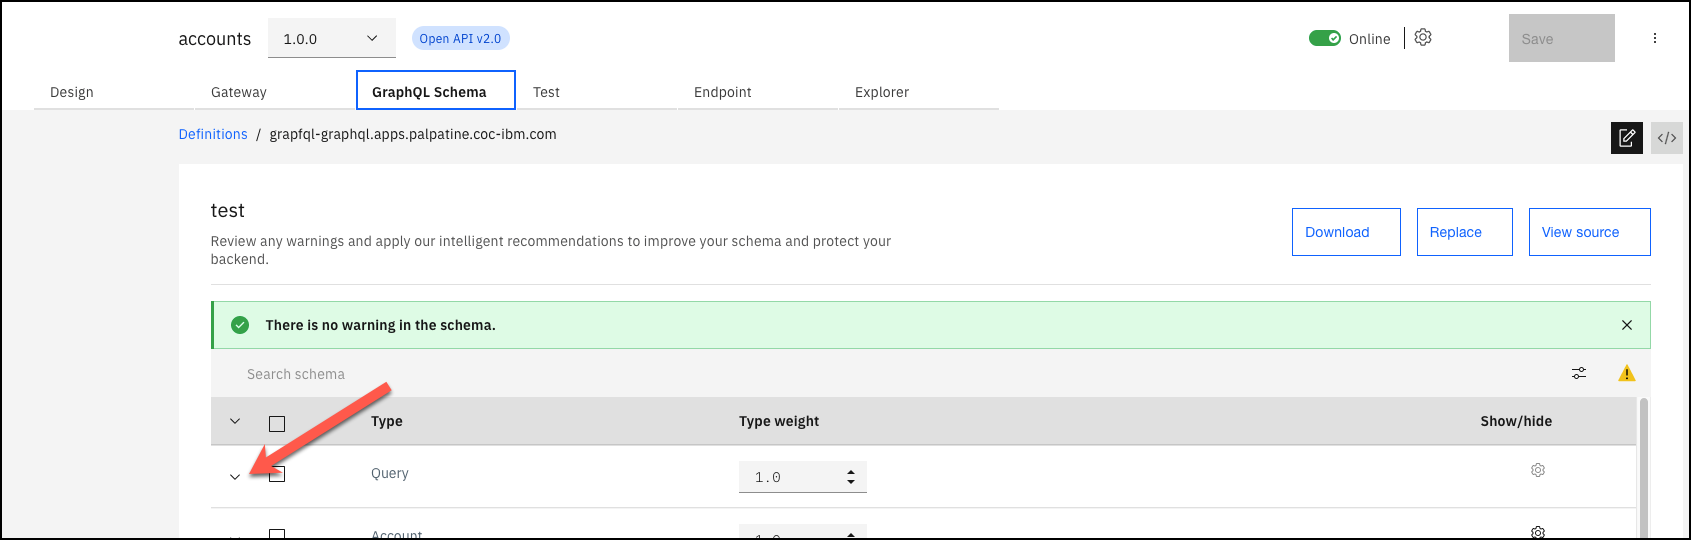 accounts 1.0.0 Open API v2.0 Online Save
Design Gateway GraphQL Schema Test Endpoint Explorer
Definitions / grapfql-graphql.apps.palpatine.coc-ibm.com </>
test
Download Replace View source
Review any warnings and apply our intelligent recommendations to improve your schema and protect your
backend.
There is no warning in the schema.
Search schema
Type Type weight Show/hide
Query 1.0
Account 1.0